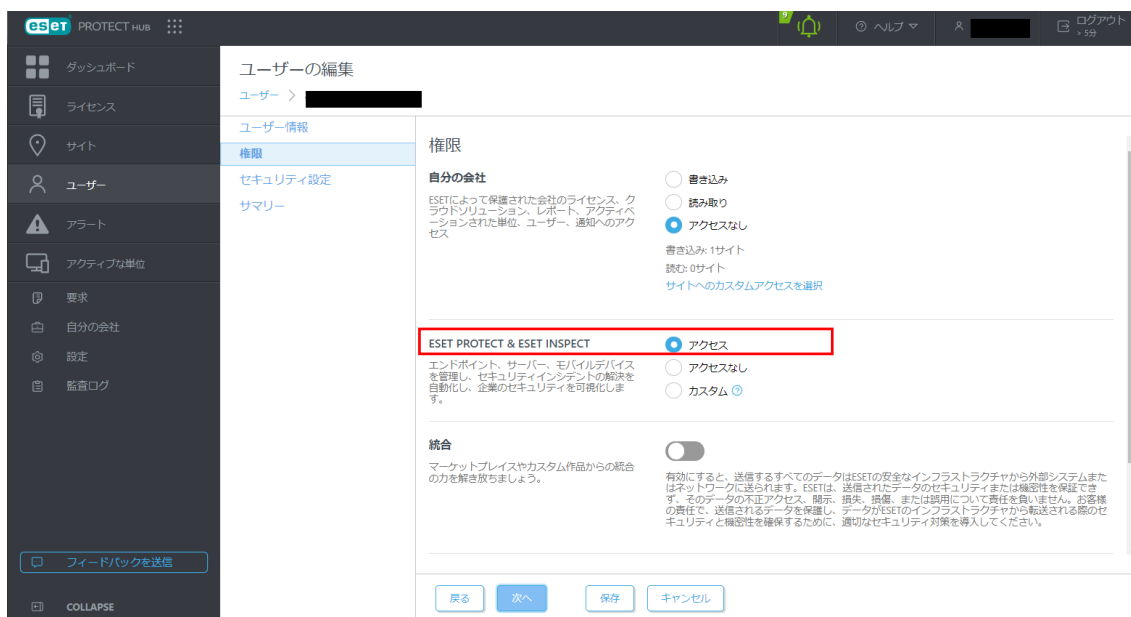 eset PROTECT HUB
9
ヘルプ
ログアウト
> 5分
ダッシュボード
ライセンス
サイト
ユーザー
アラート
アクティブな単位
要求
自分の会社
設定
監査ログ
フィードバックを送信
COLLAPSE
ユーザーの編集
ユーザー >
ユーザー情報
権限
セキュリティ設定
サマリー
権限
自分の会社
ESETによって保護された会社のライセンス、ク
ラウドソリューション、レポート、アクティベ
ーションされた単位、ユーザー、通知へのアク
セス
書き込み
読み取り
アクセスなし
書き込み: 1サイト
読む: 0サイト
サイトへのカスタムアクセスを選択
ESET PROTECT & ESET INSPECT
エンドポイント、サーバー、モバイルデバイス
を管理し、セキュリティインシデントの解決を
自動化し、企業のセキュリティを可視化しま
す。
アクセス
アクセスなし
カスタム
統合
マーケットプレイスやカスタム作品からの統合
の力を解き放ちましょう。
有効にすると、送信するすべてのデータはESETの安全なインフラストラクチャから外部システムまた
はネットワークに送られます。ESETは、送信されたデータのセキュリティまたは機密性を保証でき
ず、そのデータの不正アクセス、開示、損失、損傷、または誤用について責任を負いません。お客様
の責任で、送信されるデータを保護し、データがESETのインフラストラクチャから転送される際のセ
キュリティと機密性を確保するために、適切なセキュリティ対策を導入してください。
戻る
次へ
保存
キャンセル